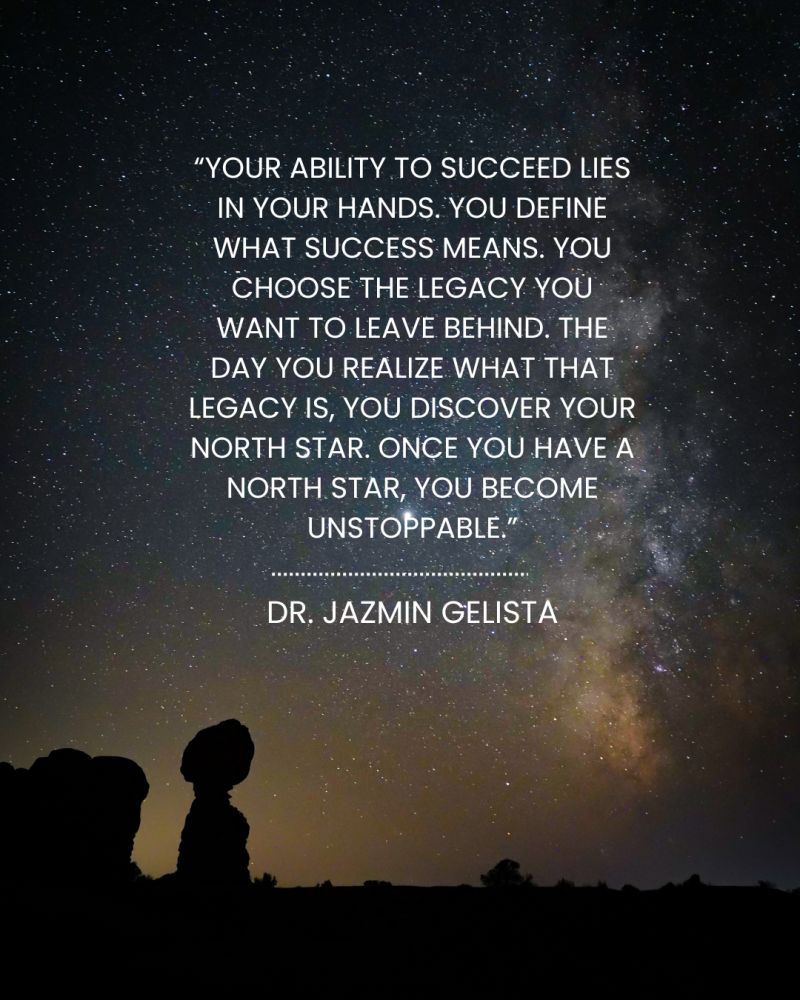 “YOUR ABILITY TO SUCCEED LIES
IN YOUR HANDS. YOU DEFINE
WHAT SUCCESS MEANS. YOU
CHOOSE THE LEGACY YOU
WANT TO LEAVE BEHIND. THE
DAY YOU REALIZE WHAT THAT
LEGACY IS, YOU DISCOVER YOUR
NORTH STAR. ONCE YOU HAVE A
NORTH STAR, YOU BECOME
UNSTOPPABLE.”
DR. JAZMIN GELISTA